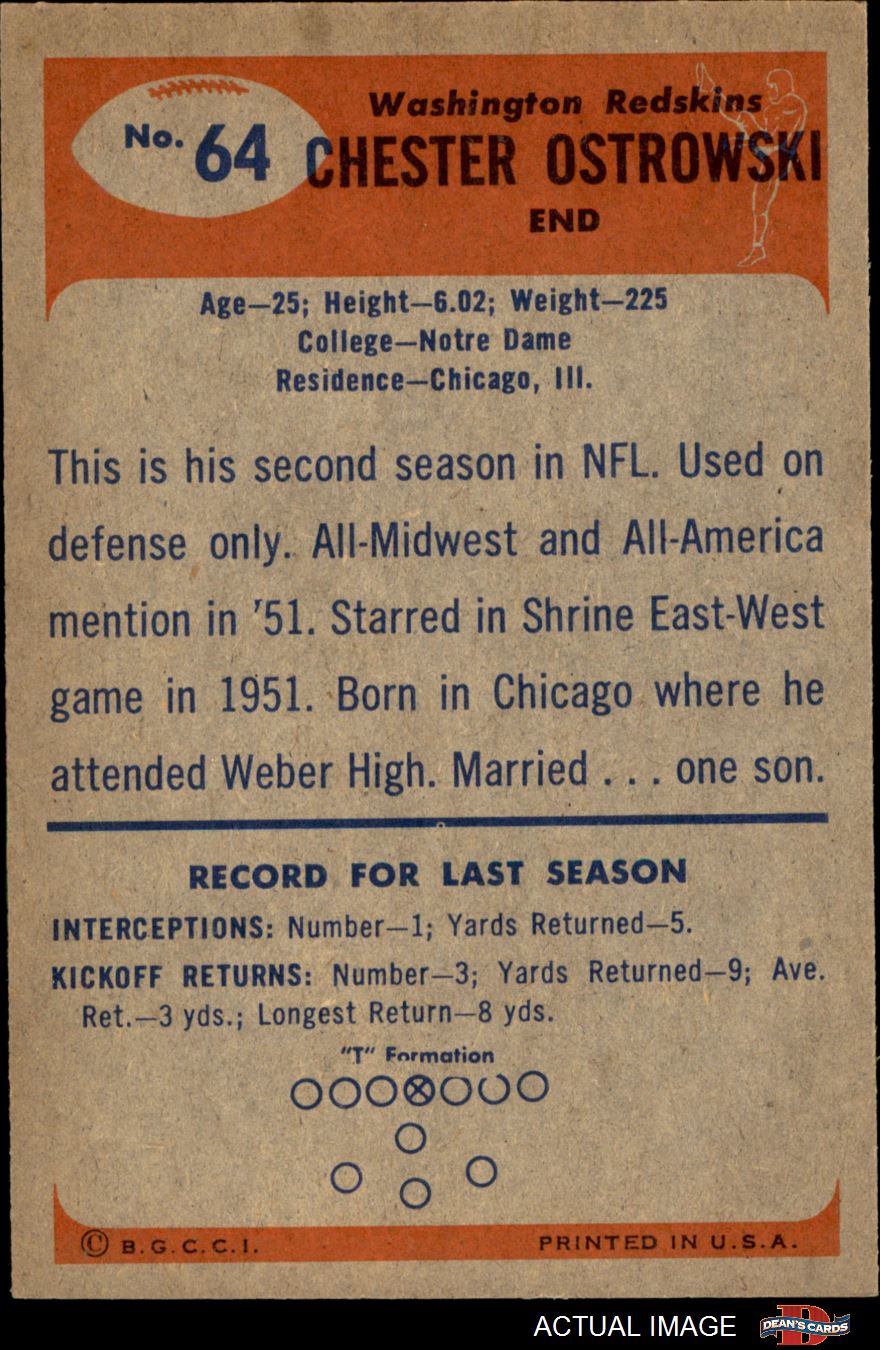 No. 64
Washington Redskins
CHESTER OSTROWSKI
END
Age—25; Height—6.02; Weight—225
College—Notre Dame
Residence—Chicago, Ill.
This is his second season in NFL. Used on
defense only. All-Midwest and All-America
mention in '51. Starred in Shrine East-West
game in 1951. Born in Chicago where he
attended Weber High. Married . . . one son.
RECORD FOR LAST SEASON
INTERCEPTIONS: Number—1; Yards Returned—5.
KICKOFF RETURNS: Number—3; Yards Returned—9; Ave.
Ret.—3 yds.; Longest Return—8 yds.
"T" Formation
© B.G.C.C.I.
PRINTED IN U.S.A.
ACTUAL IMAGE
D
DEAN'S CARDS